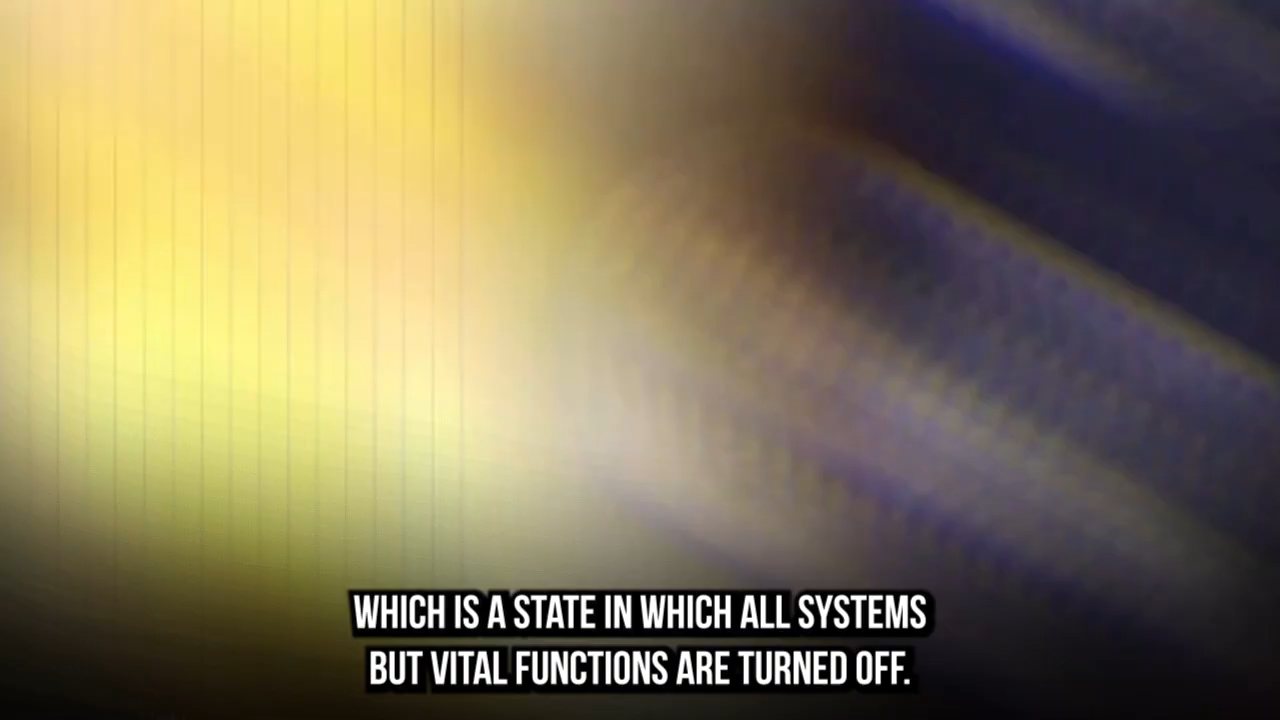 WHICH IS A STATE IN WHICH ALL SYSTEMS
BUT VITAL FUNCTIONS ARE TURNED OFF.